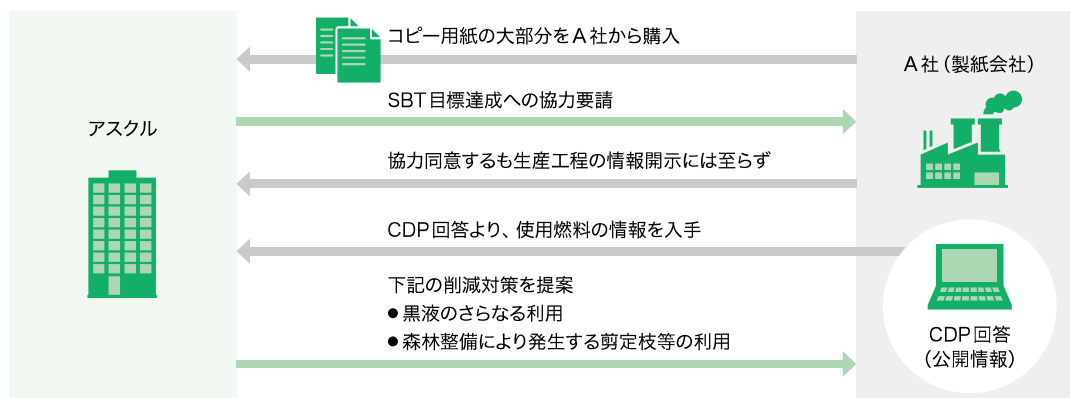 アスクル
コピー用紙の大部分をA社から購入
SBT目標達成への協力要請
協力同意するも生産工程の情報開示には至らず
CDP回答より、使用燃料の情報を入手
下記の削減対策を提案
●黒液のさらなる利用
●森林整備により発生する剪定枝等の利用
A社（製紙会社）
CDP回答
（公開情報）